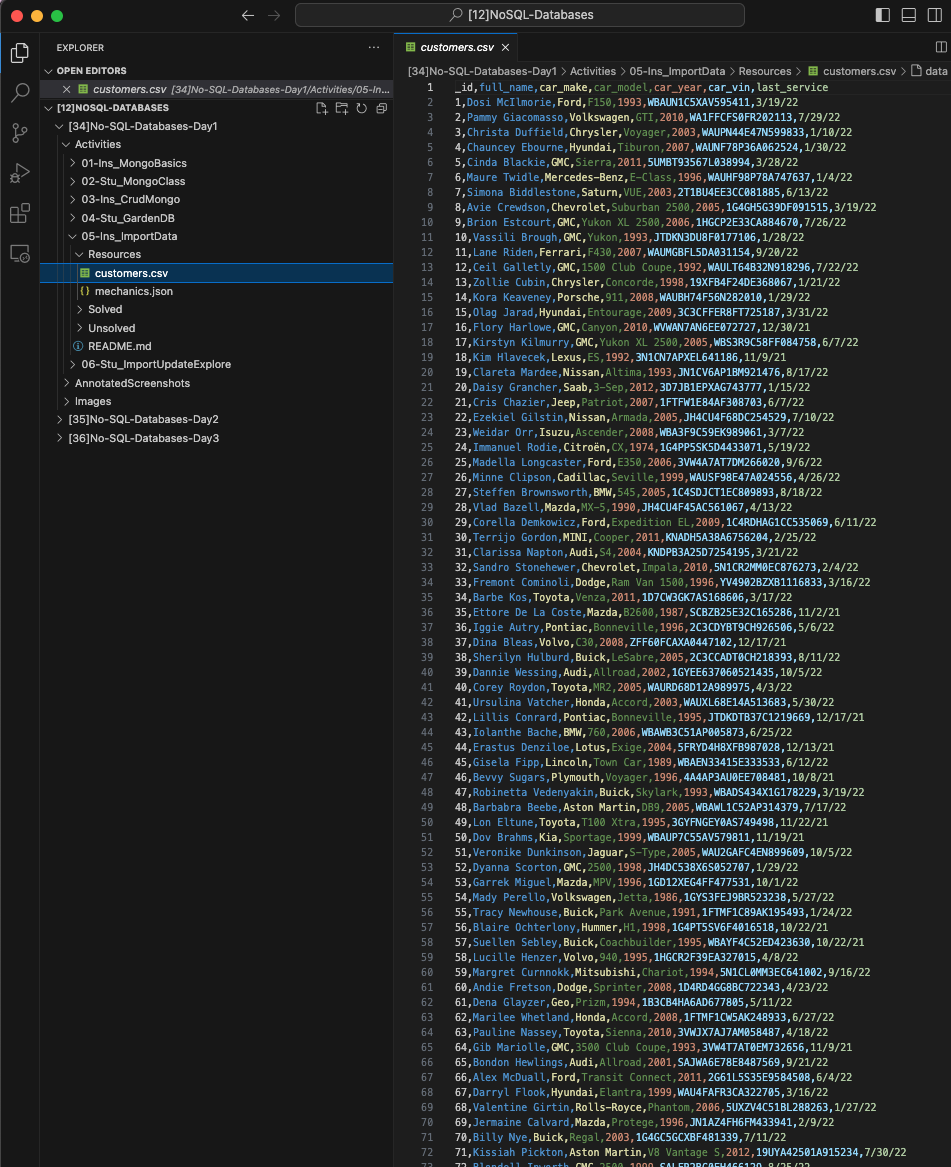 [12]NoSQL-Databases
EXPLORER
OPEN EDITORS
customers.csv [34]No-SQL-Databases-Day1/Activities/05-In...
[12]NOSQL-DATABASES
[34]No-SQL-Databases-Day1
Activities
01-Ins_MongoBasics
02-Stu_MongoClass
03-Ins_CrudMongo
04-Stu_GardenDB
05-Ins_ImportData
Resources
customers.csv
{} mechanics.json
Solved
Unsolved
README.md
06-Stu_ImportUpdateExplore
AnnotatedScreenshots
Images
[35]No-SQL-Databases-Day2
[36]No-SQL-Databases-Day3
customers.csv
[34]No-SQL-Databases-Day1 > Activities > 05-Ins_ImportData > Resources > customers.csv > data
1 _id,full_name,car_make,car_model,car_year,car_vin,last_service
2 1,Dosi McIlmorie,Ford,F150,1993,WBAUN1C5XAV595411,3/19/22
3 2,Pammy Giacomasso,Volkswagen,GTI,2010,WA1FFCFS0FR202113,7/29/22
4 3,Christa Duffield,Chrysler,Voyager,2003,WAUPN44E47N599833,1/10/22
5 4,Chauncey Ebourne,Hyundai,Tiburon,2007,WAUNF78P36A062524,1/30/22
6 5,Cinda Blackie,GMC,Sierra,2011,5UMBT93567L038994,3/28/22
7 6,Maure Twidle,Mercedes-Benz,E-Class,1996,WAUHF98P78A747637,1/4/22
8 7,Simona Biddlestone,Saturn,VUE,2003,2T1BU4EE3CC081885,6/13/22
9 8,Avie Crewdson,Chevrolet,Suburban 2500,2005,1G4GH5G39DF091515,3/19/22
10 9,Brion Estcourt,GMC,Yukon XL 2500,2006,1HGCP2E33CA884670,7/26/22
11 10,Vassili Brough,GMC,Yukon,1993,JTDKN3DU8F0177106,1/28/22
12 11,Lane Riden,Ferrari,F430,2007,WAUMGBFL5DA031154,9/20/22
13 12,Ceil Galletly,GMC,1500 Club Coupe,1992,WAULT64B32N918296,7/22/22
14 13,Zollie Cubin,Chrysler,Concorde,1998,19XFB4F24DE368067,1/21/22
15 14,Kora Keaveney,Porsche,911,2008,WAUBH74F56N282010,1/29/22
16 15,Olag Jarad,Hyundai,Entourage,2009,3C3CFFER8FT725187,3/31/22
17 16,Flory Harlowe,GMC,Canyon,2010,WVWAN7AN6EE072727,12/30/21
18 17,Kirstyn Kilmurry,GMC,Yukon XL 2500,2005,WBS3R9C58FF084758,6/7/22
19 18,Kim Hlavecek,Lexus,ES,1992,3N1CN7APXEL641186,11/9/21
20 19,Clareta Mardee,Nissan,Altima,1993,JN1CV6AP1BM921476,8/17/22
21 20,Daisy Grancher,Saab,3-Sep,2012,3D7JB1EPXAG743777,1/15/22
22 21,Cris Chazier,Jeep,Patriot,2007,1FTFW1E84AF308703,6/7/22
23 22,Ezekiel Gilstin,Nissan,Armada,2005,JH4CU4F68DC254529,7/10/22
24 23,Weidar Orr,Isuzu,Ascender,2008,WBA3F9C59EK989061,3/7/22
25 24,Immanuel Rodie,Citroën,CX,1974,1G4PP5SK5D4433071,5/19/22
26 25,Madella Longcaster,Ford,E350,2006,3VW4A7AT7DM266020,9/6/22
27 26,Minne Clipson,Cadillac,Seville,1999,WAUSF98E47A024556,4/26/22
28 27,Steffen Brownsworth,BMW,545,2005,1C4SDJCT1EC809893,8/18/22
29 28,Vlad Bazell,Mazda,MX-5,1990,JH4CU4F45AC561067,4/13/22
30 29,Corella Demkowicz,Ford,Expedition EL,2009,1C4RDHAG1CC535069,6/11/22
31 30,Terrijo Gordon,MINI,Cooper,2011,KNADH5A38A6756204,2/25/22
32 31,Clarissa Napton,Audi,S4,2004,KNDPB3A25D7254195,3/21/22
33 32,Sandro Stonehewer,Chevrolet,Impala,2010,5N1CR2MM0EC876273,2/4/22
34 33,Fremont Cominoli,Dodge,Ram Van 1500,1996,YV4902BZXB1116833,3/16/22
35 34,Barbe Kos,Toyota,Venza,2011,1D7CW3GK7AS168606,3/17/22
36 35,Ettore De La Coste,Mazda,B2600,1987,SCBZB25E32C165286,11/2/21
37 36,Iggie Autry,Pontiac,Bonneville,1996,2C3CDYBT9CH926506,5/6/22
38 37,Dina Bleas,Volvo,C30,2008,ZFF60FCAXA0447102,12/17/21
39 38,Sherilyn Hulburd,Buick,LeSabre,2005,2C3CCADT0CH218393,8/11/22
40 39,Dannie Wessing,Audi,Allroad,2002,1GYEE637060521435,10/5/22
41 40,Corey Roydon,Toyota,MR2,2005,WAURD68D12A989975,4/3/22
42 41,Ursulina Vatcher,Honda,Accord,2003,WAUXL68E14A513683,5/30/22
43 42,Lillis Conrard,Pontiac,Bonneville,1995,JTDKDTB37C1219669,12/17/21
44 43,Iolanthe Bache,BMW,760,2006,WBAWB3C51AP005873,6/25/22
45 44,Erastus Denziloe,Lotus,Exige,2004,5FRYD4H8XFB987028,12/13/21
46 45,Gisela Fipp,Lincoln,Town Car,1989,WBAEN33415E333533,6/12/22
47 46,Bevvy Sugars,Plymouth,Voyager,1996,4A4AP3AU0EE708481,10/8/21
48 47,Robinetta Vedenyakin,Buick,Skylark,1993,WBADS434X1G178229,3/19/22
49 48,Barbabra Beebe,Aston Martin,DB9,2005,WBAWL1C52AP314379,7/17/22
50 49,Lon Eltune,Toyota,T100 Xtra,1995,3GYFNGEY0AS749498,11/22/21
51 50,Dov Brahms,Kia,Sportage,1999,WBAUP7C55AV579811,11/19/21
52 51,Veronike Dunkinson,Jaguar,S-Type,2005,WAU2GAFC4EN899609,10/5/22
53 52,Dyanna Scorton,GMC,2500,1998,JH4DC538X6S052707,1/29/22
54 53,Garrek Miguel,Mazda,MPV,1996,1GD12XEG4FF477531,10/1/22
55 54,Mady Perello,Volkswagen,Jetta,1986,1GYS3FEJ9BR523238,5/27/22
56 55,Tracy Newhouse,Buick,Park Avenue,1991,1FTMF1C89AK195493,1/24/22
57 56,Blaire Ochterlony,Hummer,H1,1998,1G4PT5SV6F4016518,10/22/21
58 57,Suellen Sebley,Buick,Coachbuilder,1995,WBAYF4C52ED423630,10/22/21
59 58,Lucille Henzer,Volvo,940,1995,1HGCR2F39EA327015,4/8/22
60 59,Margret Curnnokk,Mitsubishi,Chariot,1994,5N1CL0MM3EC641002,9/16/22
61 60,Andie Fretson,Dodge,Sprinter,2008,1D4RD4GG8BC722343,4/23/22
62 61,Dena Glayzer,Geo,Prizm,1994,1B3CB4HA6AD677805,5/11/22
63 62,Marilee Whetland,Honda,Accord,2008,1FTMF1CW5AK248933,6/27/22
64 63,Pauline Nassey,Toyota,Sienna,2010,3VWJX7AJ7AM058487,4/18/22
65 64,Gib Mariolle,GMC,3500 Club Coupe,1993,3VW4T7AT0EM732656,11/9/21
66 65,Bondon Hewlings,Audi,Allroad,2001,SAJWA6E78E8487569,9/21/22
67 66,Alex McDuall,Ford,Transit Connect,2011,2G61L5S35E9584508,6/4/22
68 67,Darryl Flook,Hyundai,Elantra,1999,WAU4FAFR3CA322705,3/16/22
69 68,Valentine Girtin,Rolls-Royce,Phantom,2006,5UXZV4C51BL288263,1/27/22
70 69,Jermaine Calvard,Mazda,Protege,1996,JN1AZ4FH6FM433941,2/9/22
71 70,Billy Nye,Buick,Regal,2003,1G4GC5GCXBF481339,7/11/22
72 71,Kissiah Pickton,Aston Martin,V8 Vantage S,2012,19UYA42501A915234,7/30/22